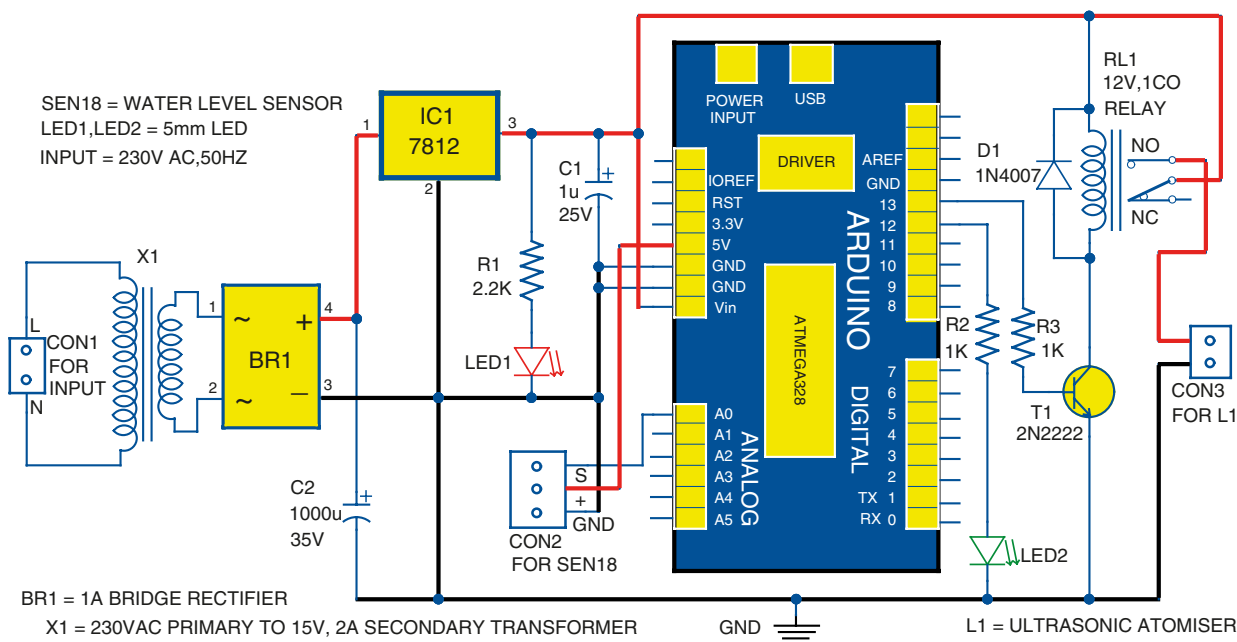 SEN18 = WATER LEVEL SENSOR
LED1,LED2 = 5mm LED
INPUT = 230V AC,50HZ
1
IC1
7812
3
2
C1
1u
25V
R1
2.2K
LED1
X1
L
CON1
FOR
INPUT
N
1
~
2
~
BR1
+
4
–
3
C2
1000u
35V
+
+
POWER
INPUT
USB
DRIVER
IOREF
RST
3.3V
5V
GND
GND
Vin
A0
A1
A2
A3
A4
A5
ANALOG
ATMEGA328
ARDUINO
DIGITAL
AREF
GND
13
12
11
10
9
8
7
6
5
4
3
2
TX 1
RX 0
S
+
GND
CON2
FOR SEN18
D1
1N4007
RL1
12V,1CO
RELAY
NO
NC
R2
1K
R3
1K
T1
2N2222
CON3
FOR L1
LED2
BR1 = 1A BRIDGE RECTIFIER
X1 = 230VAC PRIMARY TO 15V, 2A SECONDARY TRANSFORMER
GND
L1 = ULTRASONIC ATOMISER